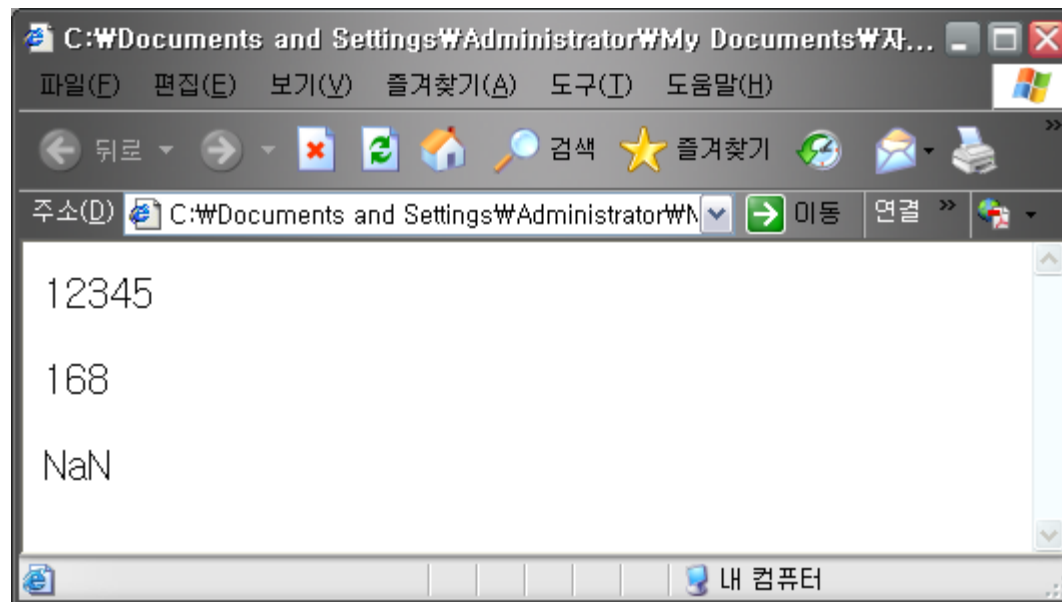 C:₩Documents and Settings₩Administrator₩My Documents₩자...
파일(F) 편집(E) 보기(V) 즐겨찾기(A) 도구(T) 도움말(H)
뒤로 검색 즐겨찾기 »
주소(D) C:₩Documents and Settings₩Administrator₩ 이동 연결 »
12345
168
NaN
내 컴퓨터